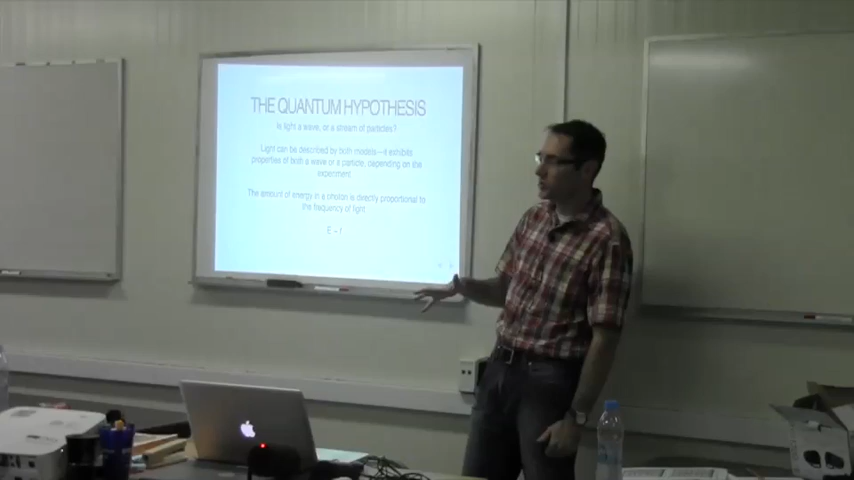 THE QUANTUM HYPOTHESIS
Is light a wave, or a stream of particles?
Light can be described by both models—it exhibits
properties of both a wave or a particle, depending on the
experiment
The amount of energy in a photon is directly proportional to
the frequency of light
E ~ f